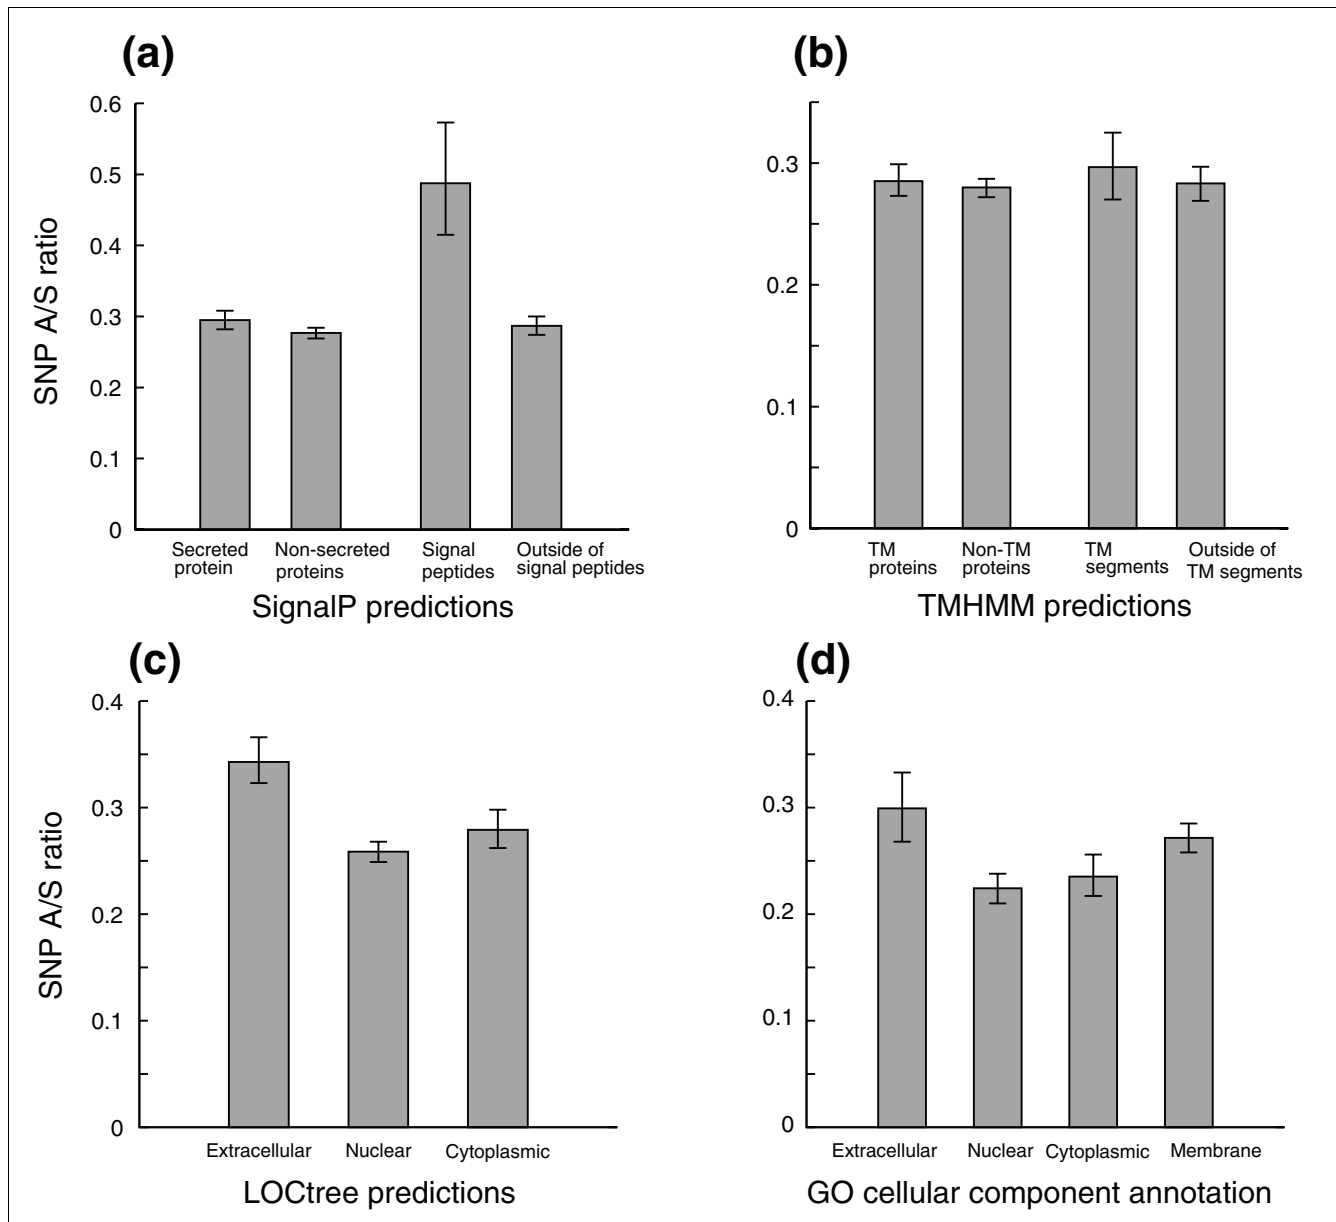 (a)
0.6
0.5
0.4
0.3
0.2
0.1
0
SNP A/S ratio
Secreted protein
Non-secreted proteins
Signal peptides
Outside of signal peptides
SignalP predictions
(b)
0.3
0.2
0.1
0
TM proteins
Non-TM proteins
TM segments
Outside of TM segments
TMHMM predictions
(c)
0.4
0.3
0.2
0.1
0
SNP A/S ratio
Extracellular
Nuclear
Cytoplasmic
LOCtree predictions
(d)
0.4
0.3
0.2
0.1
0
Extracellular
Nuclear
Cytoplasmic
Membrane
GO cellular component annotation